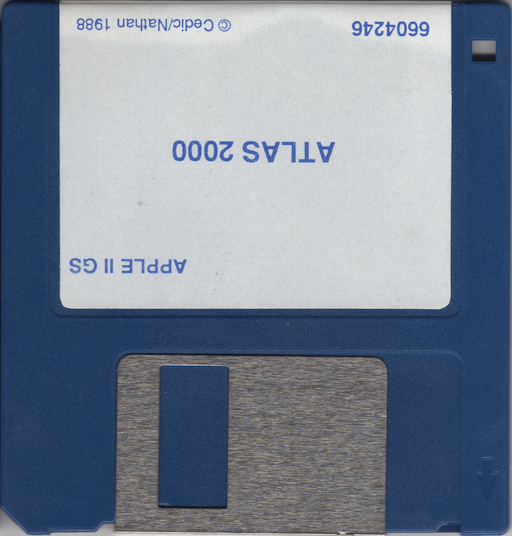 APPLE II GS
ATLAS 2000
6604246 © Cedic/Nathan 1988